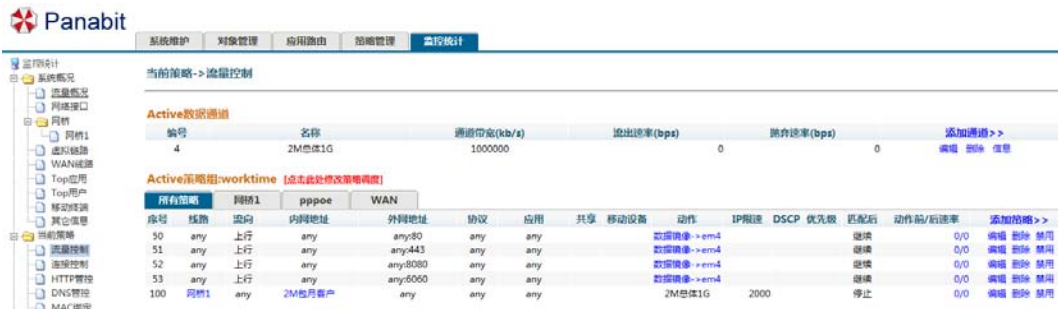 Panabit
系统维护 对象管理 应用路由 策略管理 监控统计
监控统计
系统概况
流量概况
网络接口
网桥
网桥1
虚拟链路
WAN线路
Top应用
Top用户
移动终端
其它信息
当前策略
流量控制
连接控制
HTTP管控
DNS管控
MAC绑定
当前策略->流量控制
Active数据通道
编号 名称 通道带宽(kb/s) 流出速率(bps) 抛弃速率(bps) 添加通道>>
4 2M总体1G 1000000 0 0 编辑 删除 信息
Active策略组:worktime [点击此处修改策略调度]
所有策略 网桥1 pppoe WAN
序号 线路 流向 内网地址 外网地址 协议 应用 共享 移动设备 动作 IP限速 DSCP 优先级 匹配后 动作前/后速率 添加策略>>
50 any 上行 any any:80 any any 数据镜像->em4 继续 0/0 编辑 删除 禁用
51 any 上行 any any:443 any any 数据镜像->em4 继续 0/0 编辑 删除 禁用
52 any 上行 any any:8080 any any 数据镜像->em4 继续 0/0 编辑 删除 禁用
53 any 上行 any any:6060 any any 数据镜像->em4 继续 0/0 编辑 删除 禁用
100 网桥1 any 2M包月客户 any any any 2M总体1G 2000 停止 0/0 编辑 删除 禁用